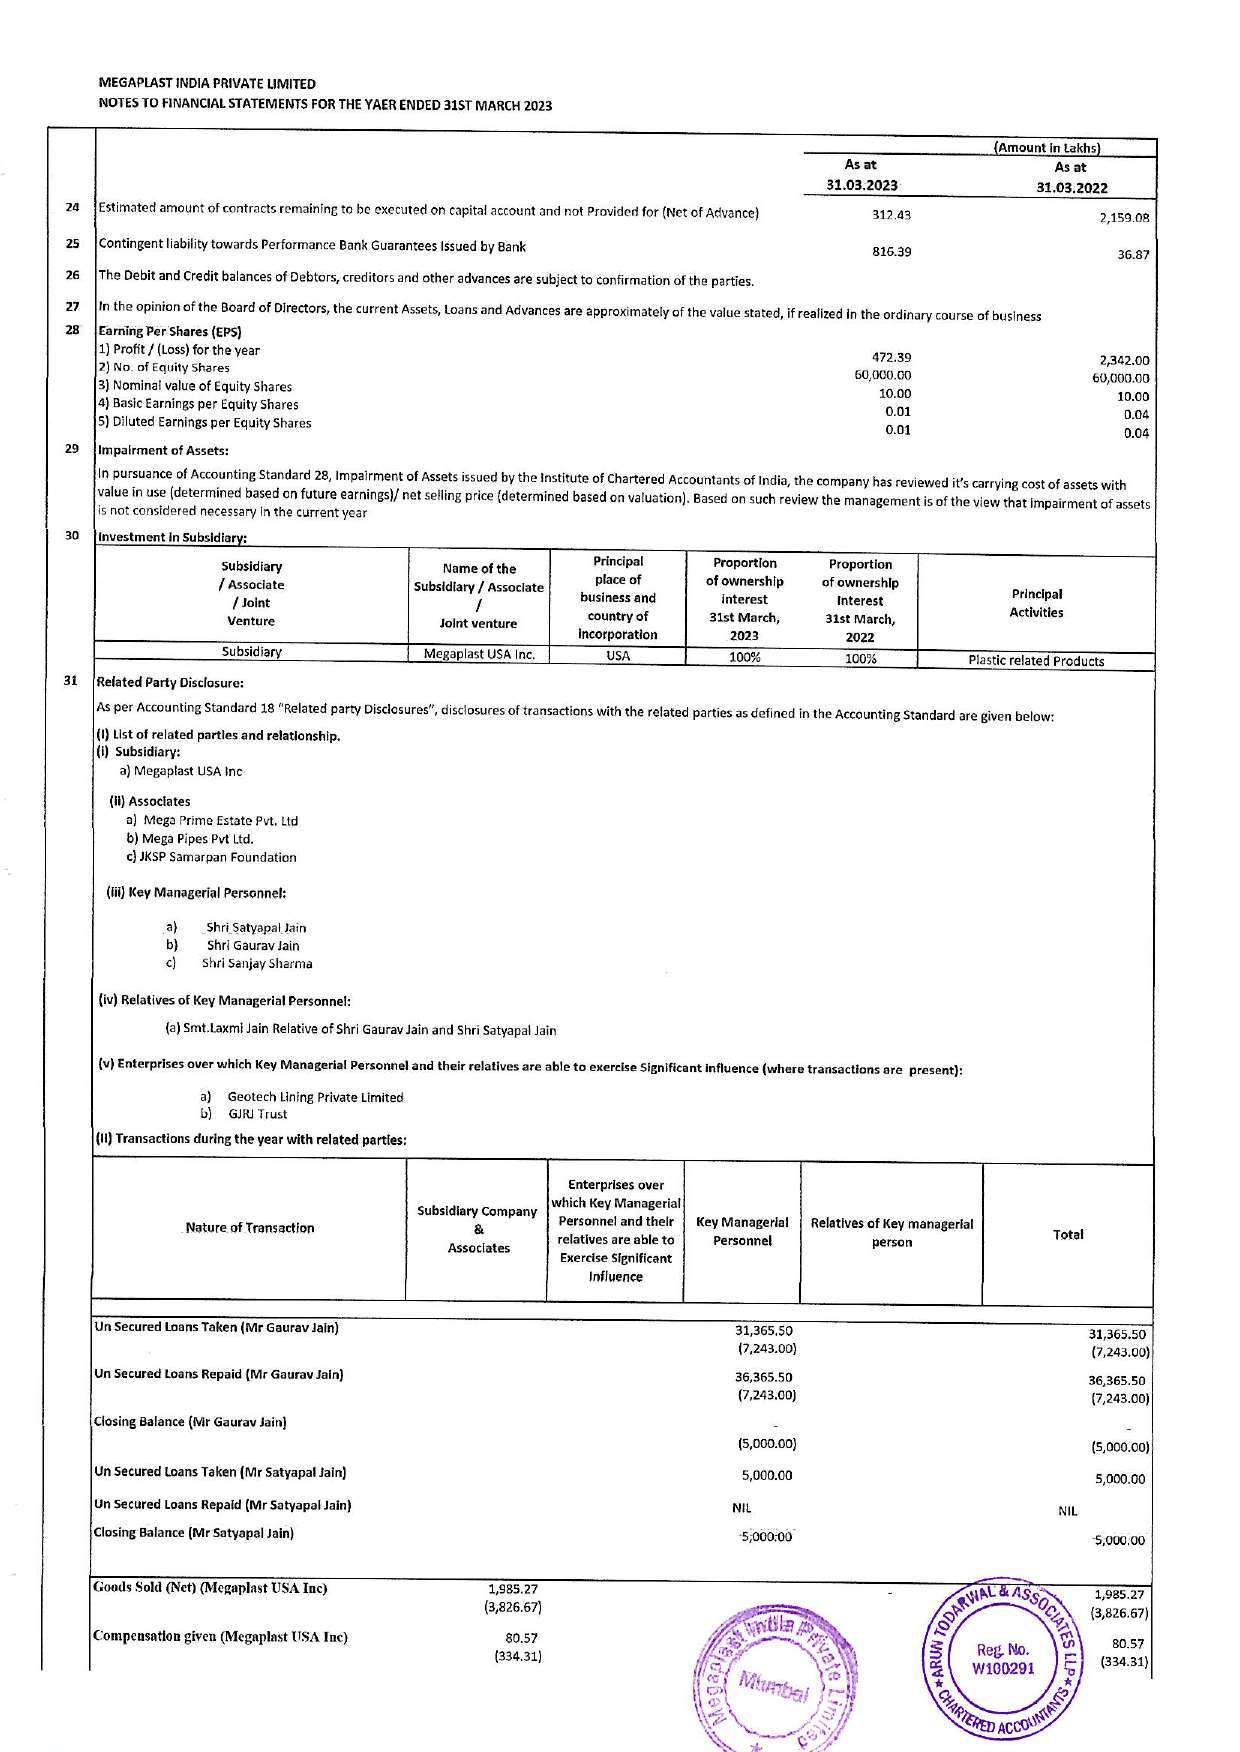 MEGAPLAST INDIA PRIVATE LIMITED
NOTES TO FINANCIAL STATEMENTS FOR THE YAER ENDED 31ST MARCH 2023
(Amount in Lakhs)
As at As at
31.03.2023 31.03.2022
24 Estimated amount of contracts remaining to be executed on capital account and not Provided for (Net of Advance) 312.43 2,159.08
25 Contingent liability towards Performance Bank Guarantees Issued by Bank 816.39 36.87
26 The Debit and Credit balances of Debtors, creditors and other advances are subject to confirmation of the parties.
27 In the opinion of the Board of Directors, the current Assets, Loans and Advances are approximately of the value stated, if realized in the ordinary course of business
28 Earning Per Shares (EPS)
1) Profit / (Loss) for the year 472.39 2,342.00
2) No. of Equity Shares 60,000.00 60,000.00
3) Nominal value of Equity Shares 10.00 10.00
4) Basic Earnings per Equity Shares 0.01 0.04
5) Diluted Earnings per Equity Shares 0.01 0.04
29 Impairment of Assets:
In pursuance of Accounting Standard 28, Impairment of Assets issued by the Institute of Chartered Accountants of India, the company has reviewed it's carrying cost of assets with
value in use (determined based on future earnings)/ net selling price (determined based on valuation). Based on such review the management is of the view that impairment of assets
is not considered necessary in the current year
30 Investment in Subsidiary:
Subsidiary / Associate / Joint Venture
Name of the Subsidiary / Associate / Joint venture
Principal place of business and country of incorporation
Proportion of ownership interest 31st March, 2023
Proportion of ownership Interest 31st March, 2022
Principal Activities
Subsidiary Megaplast USA Inc. USA 100% 100% Plastic related Products
31 Related Party Disclosure:
As per Accounting Standard 18 "Related party Disclosures", disclosures of transactions with the related parties as defined in the Accounting Standard are given below:
(I) List of related parties and relationship.
(i) Subsidiary:
a) Megaplast USA Inc
(ii) Associates
a) Mega Prime Estate Pvt. Ltd
b) Mega Pipes Pvt Ltd.
c) JKSP Samarpan Foundation
(iii) Key Managerial Personnel:
a) Shri Satyapal Jain
b) Shri Gaurav Jain
c) Shri Sanjay Sharma
(iv) Relatives of Key Managerial Personnel:
(a) Smt.Laxmi Jain Relative of Shri Gaurav Jain and Shri Satyapal Jain
(v) Enterprises over which Key Managerial Personnel and their relatives are able to exercise Significant influence (where transactions are present):
a) Geotech Lining Private Limited
b) GJRJ Trust
(II) Transactions during the year with related parties:
Nature of Transaction
Subsidiary Company & Associates
Enterprises over which Key Managerial Personnel and their relatives are able to Exercise Significant Influence
Key Managerial Personnel
Relatives of Key managerial person
Total
Un Secured Loans Taken (Mr Gaurav Jain) 31,365.50 31,365.50
(7,243.00) (7,243.00)
Un Secured Loans Repaid (Mr Gaurav Jain) 36,365.50 36,365.50
(7,243.00) (7,243.00)
Closing Balance (Mr Gaurav Jain) - -
(5,000.00) (5,000.00)
Un Secured Loans Taken (Mr Satyapal Jain) 5,000.00 5,000.00
Un Secured Loans Repaid (Mr Satyapal Jain) NIL NIL
Closing Balance (Mr Satyapal Jain) 5,000.00 5,000.00
Goods Sold (Net) (Megaplast USA Inc) 1,985.27 - 1,985.27
(3,826.67) (3,826.67)
Compensation given (Megaplast USA Inc) 80.57 80.57
(334.31) (334.31)
Megaplast India Private Limited
Mumbai
ARUN TODARWAL & ASSOCIATES LLP
Reg. No.
W100291
CHARTERED ACCOUNTANTS